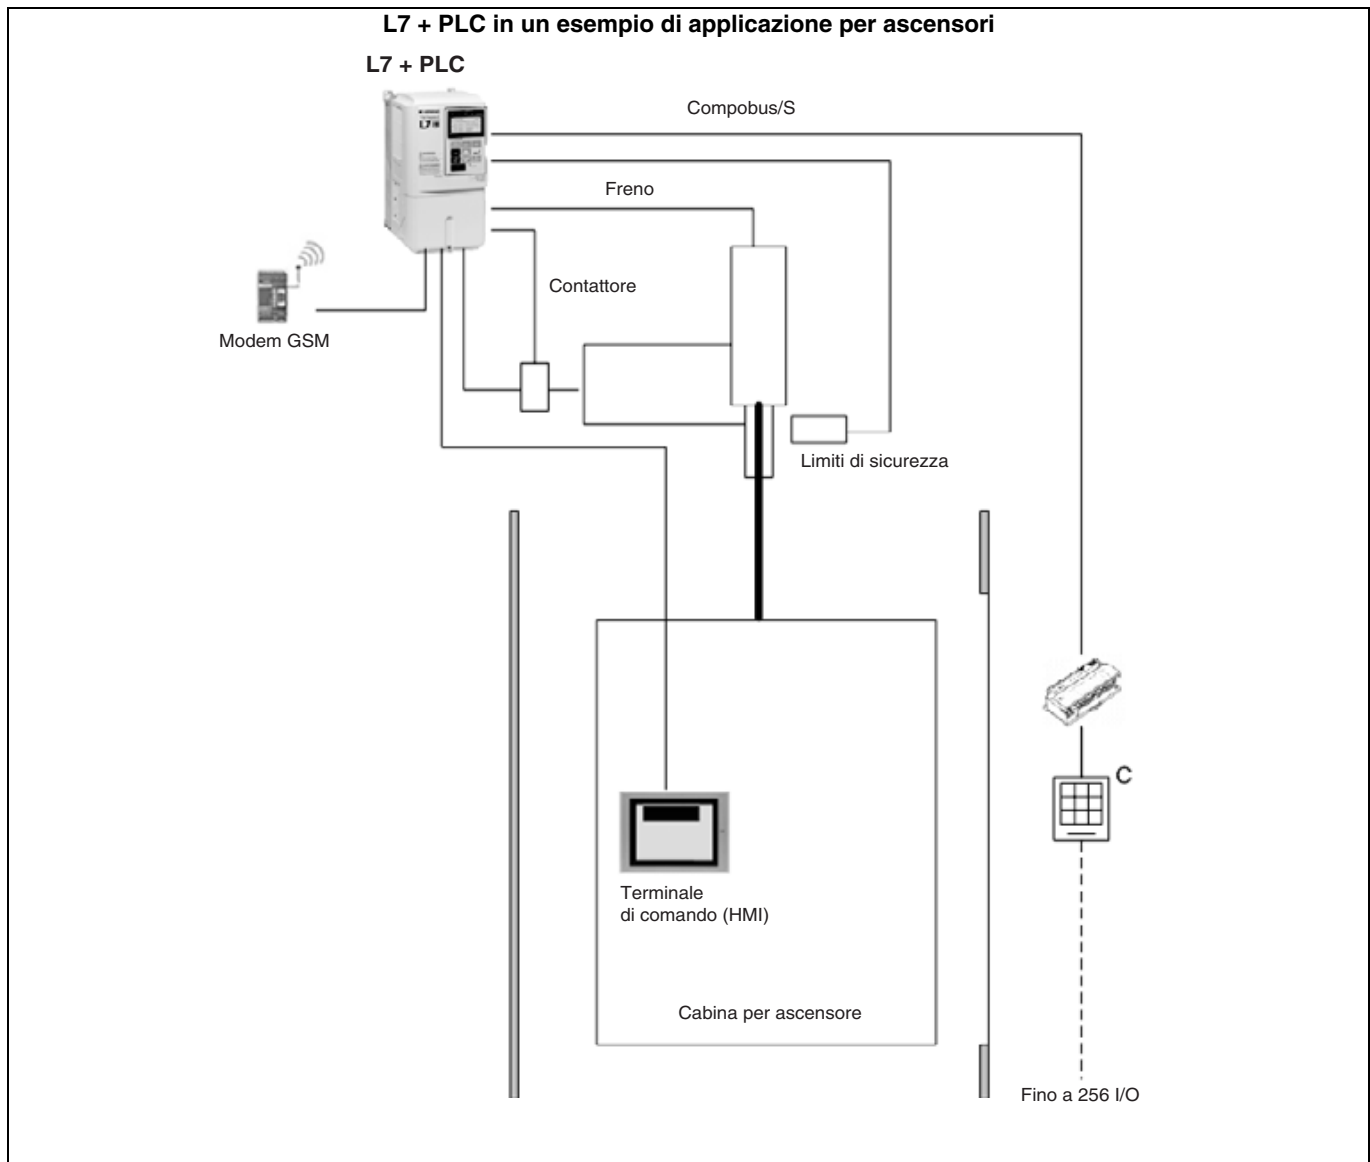 L7 + PLC in un esempio di applicazione per ascensori
L7 + PLC
Compobus/S
L7
Freno
Contattore
Modem GSM
Limiti di sicurezza
C
Terminale
di comando (HMI)
Cabina per ascensore
Fino a 256 I/O